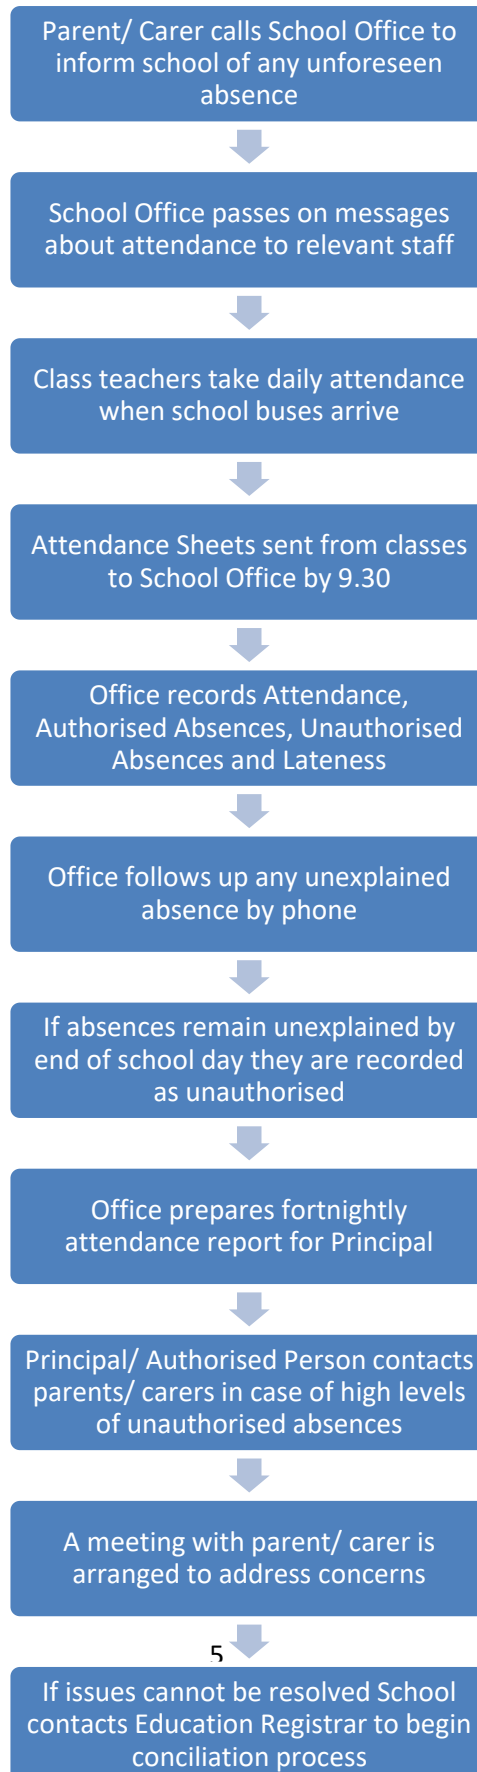 Parent/ Carer calls School Office to
inform school of any unforeseen
absence
School Office passes on messages
about attendance to relevant staff
Class teachers take daily attendance
when school buses arrive
Attendance Sheets sent from classes
to School Office by 9.30
Office records Attendance,
Authorised Absences, Unauthorised
Absences and Lateness
Office follows up any unexplained
absence by phone
If absences remain unexplained by
end of school day they are recorded
as unauthorised
Office prepares fortnightly
attendance report for Principal
Principal/ Authorised Person contacts
parents/ carers in case of high levels
of unauthorised absences
A meeting with parent/ carer is
arranged to address concerns
5
If issues cannot be resolved School
contacts Education Registrar to begin
conciliation process